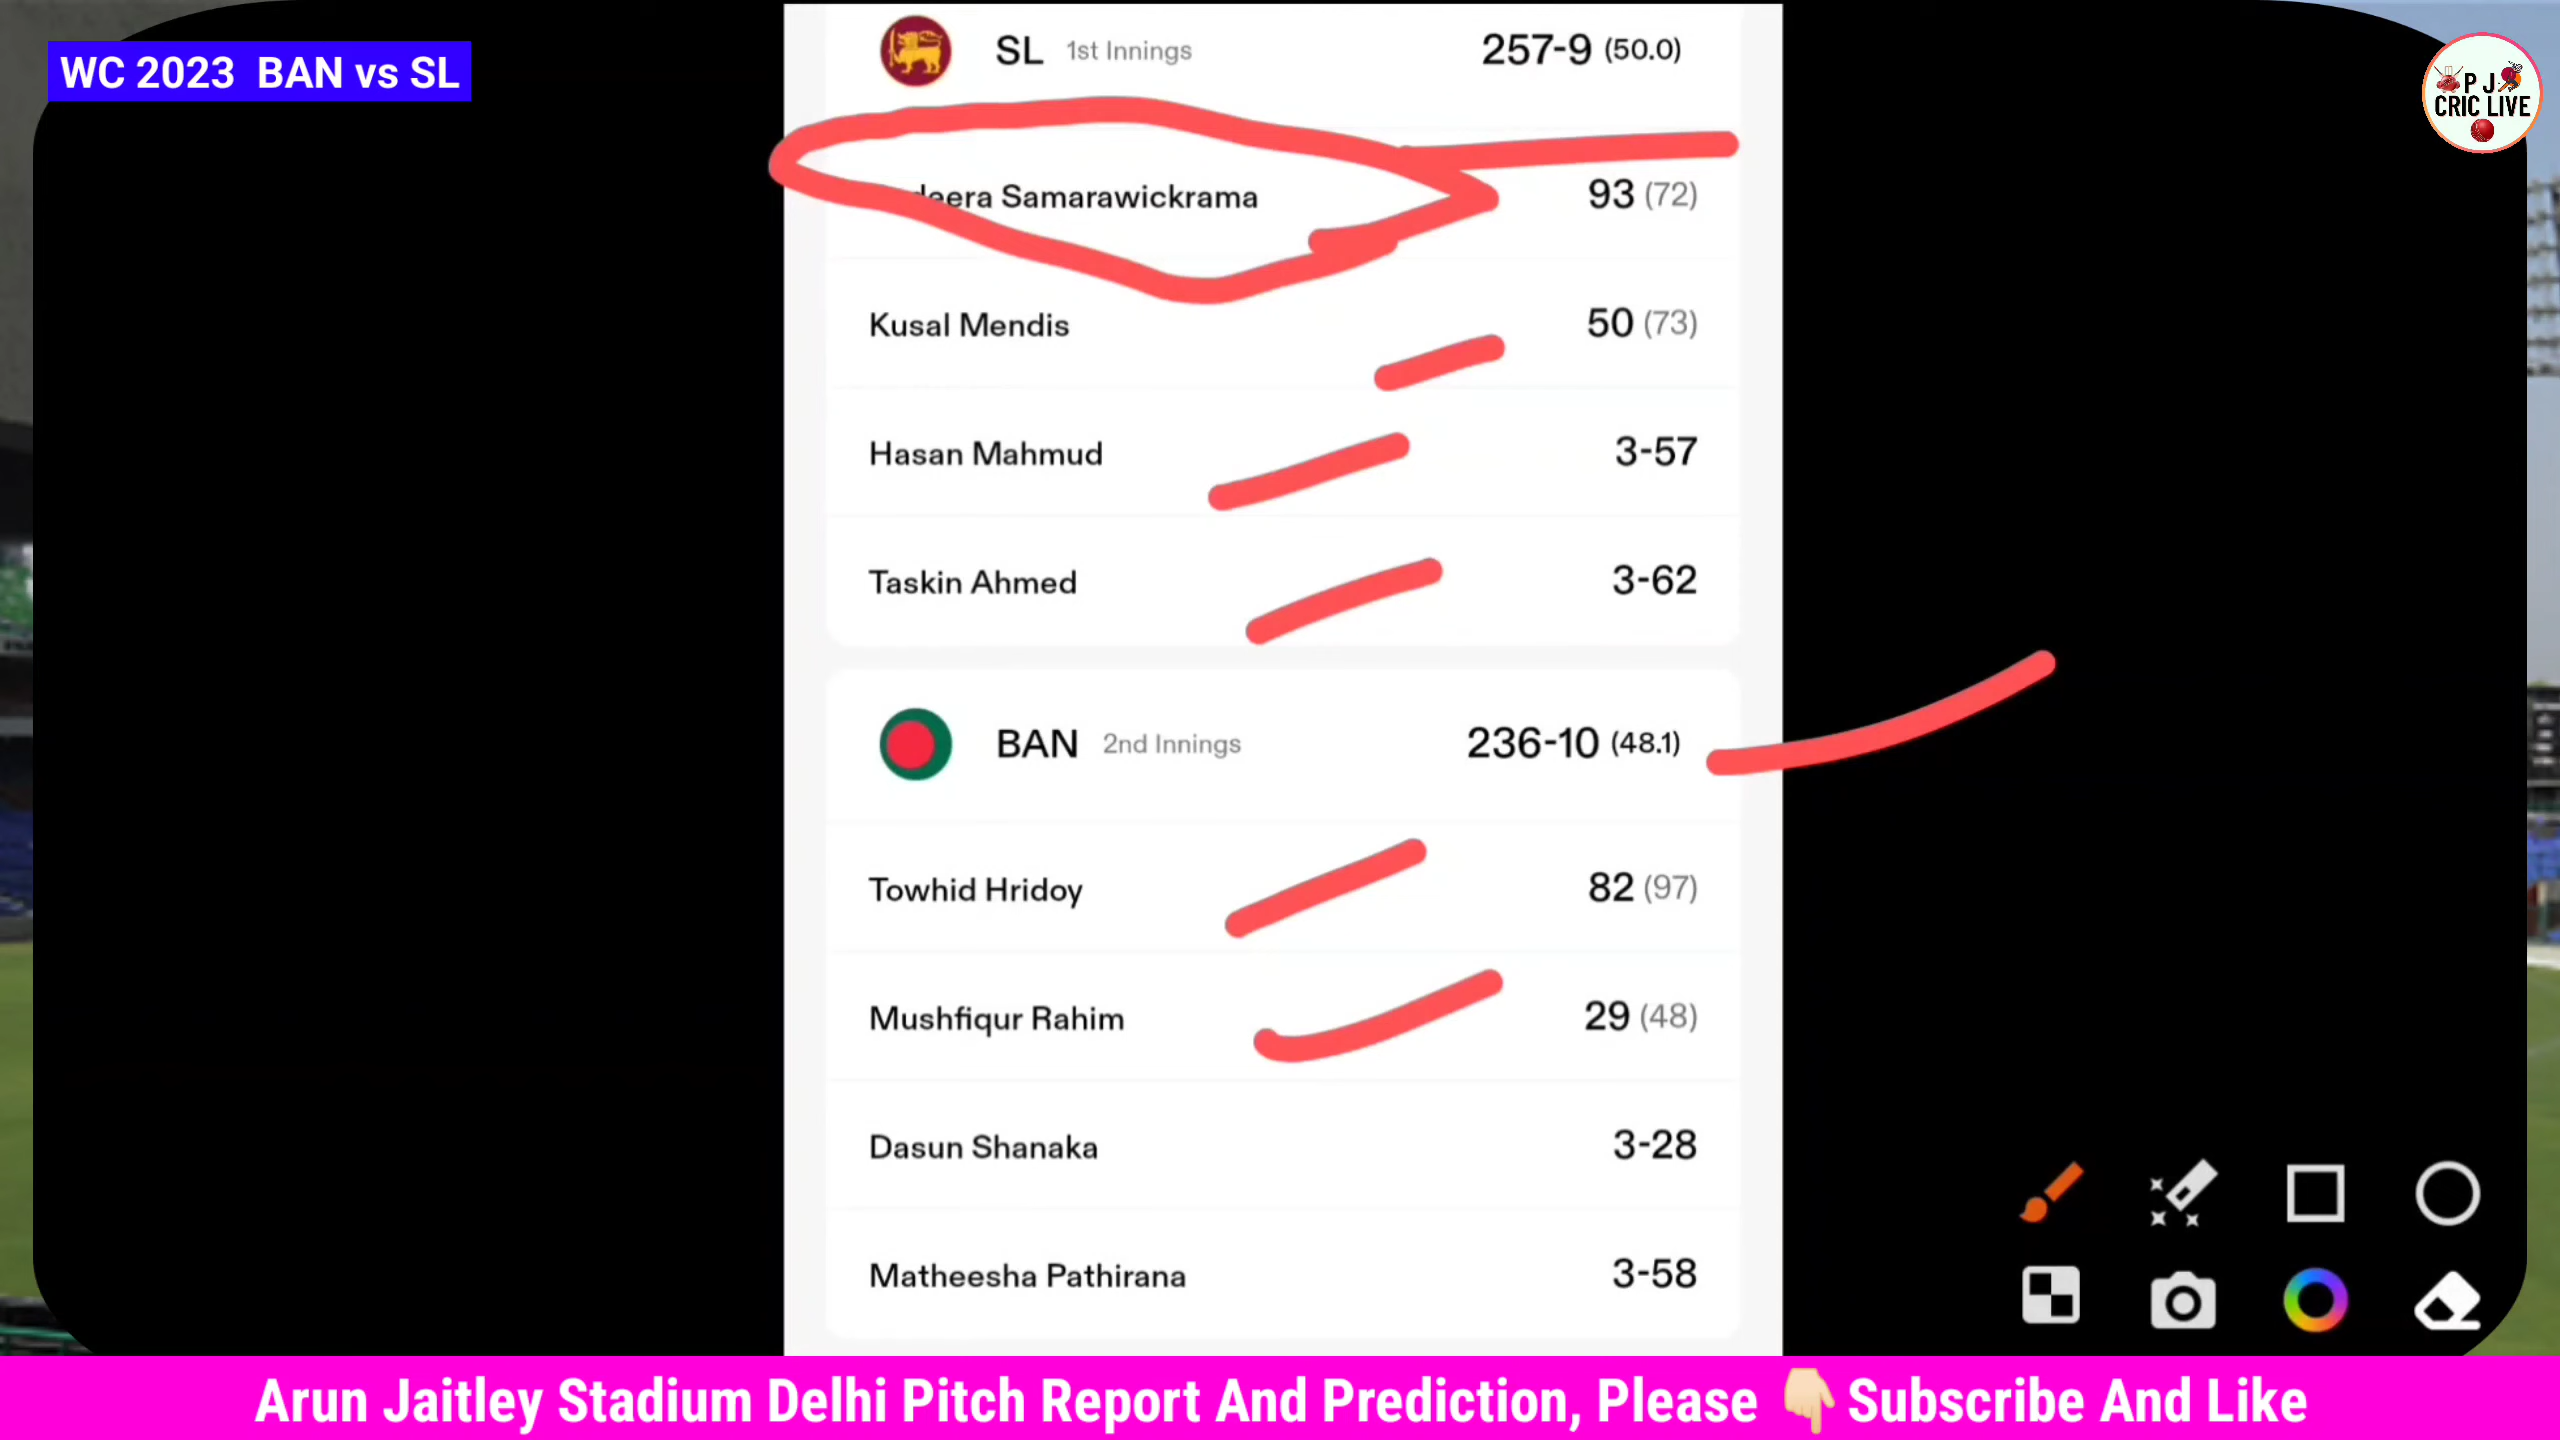 WC 2023 BAN vs SL
P J
CRIC LIVE
SL 1st Innings 257-9 (50.0)
Samarawickrama 93 (72)
Kusal Mendis 50 (73)
Hasan Mahmud 3-57
Taskin Ahmed 3-62
BAN 2nd Innings 236-10 (48.1)
Towhid Hridoy 82 (97)
Mushfiqur Rahim 29 (48)
Dasun Shanaka 3-28
Matheesha Pathirana 3-58
Arun Jaitley Stadium Delhi Pitch Report And Prediction, Please 👇 Subscribe And Like